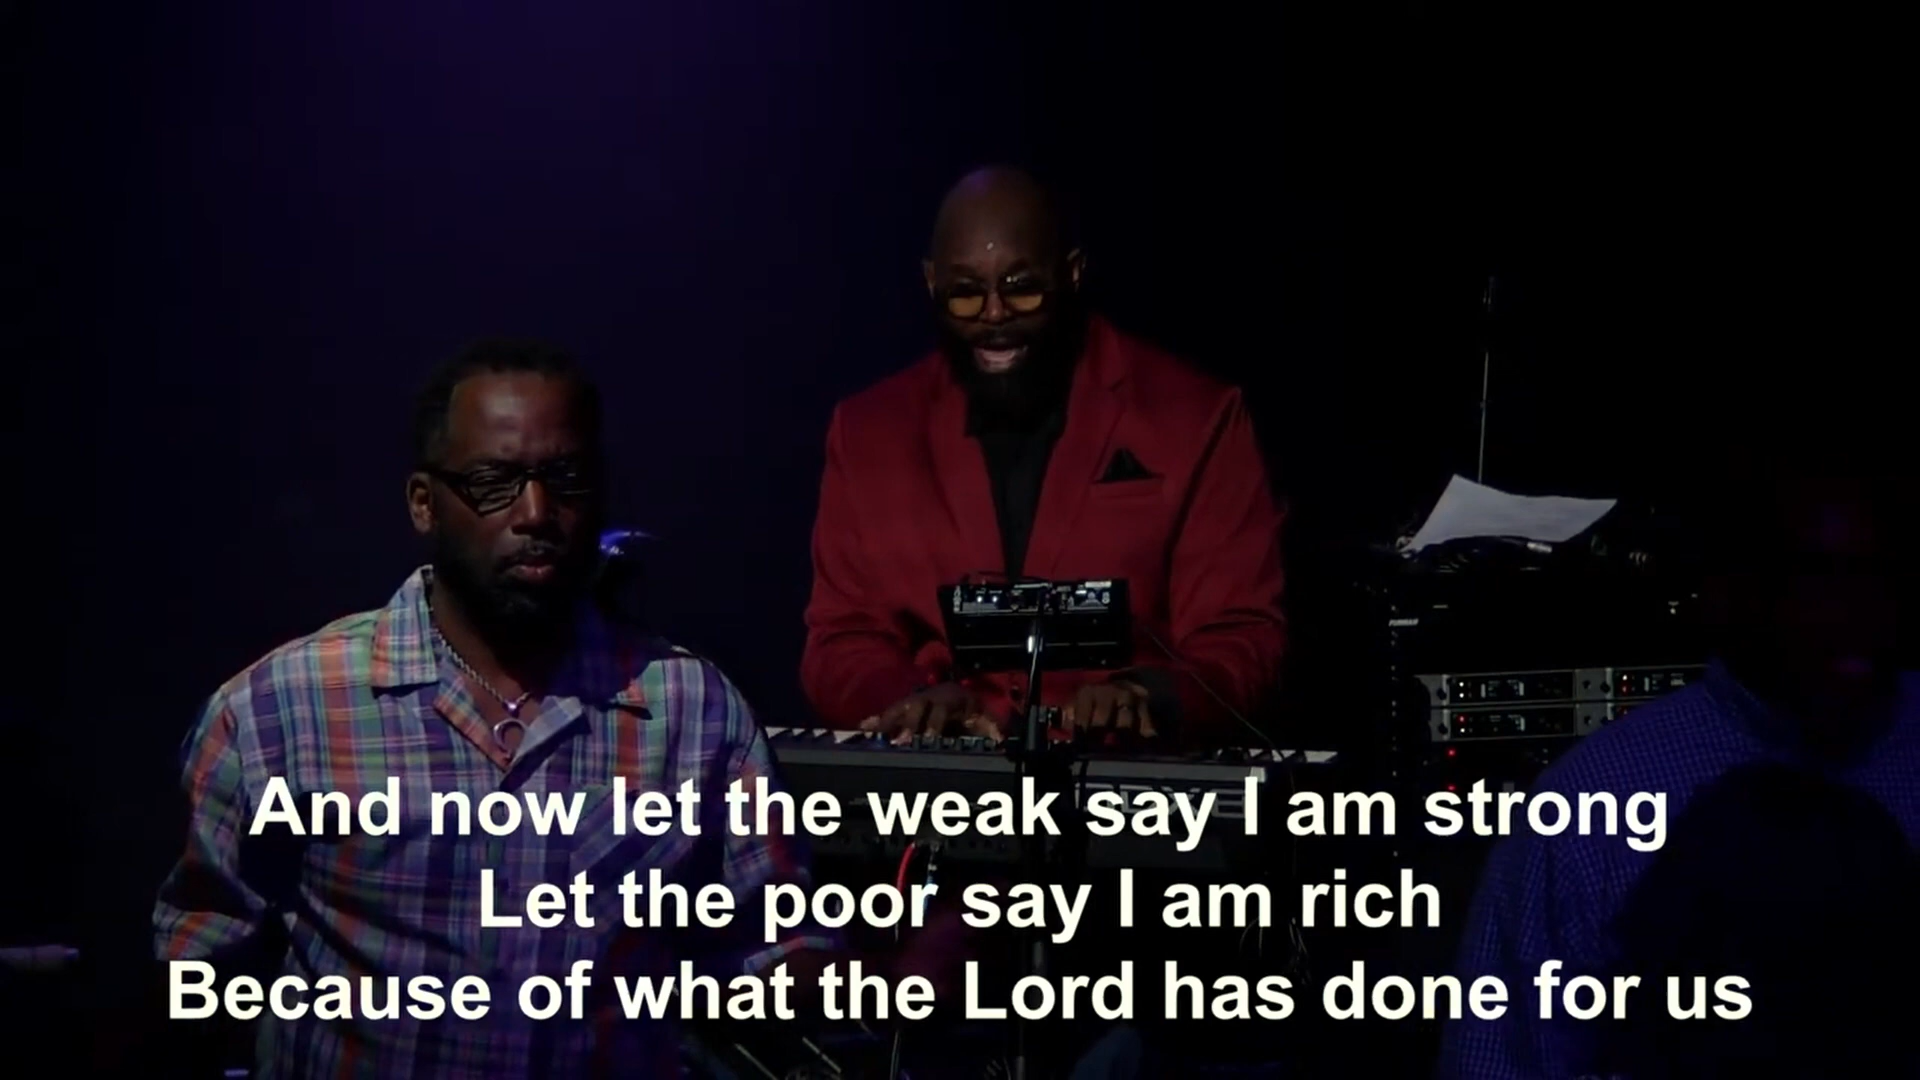 FURMAN
And now let the weak say I am strong
Let the poor say I am rich
Because of what the Lord has done for us